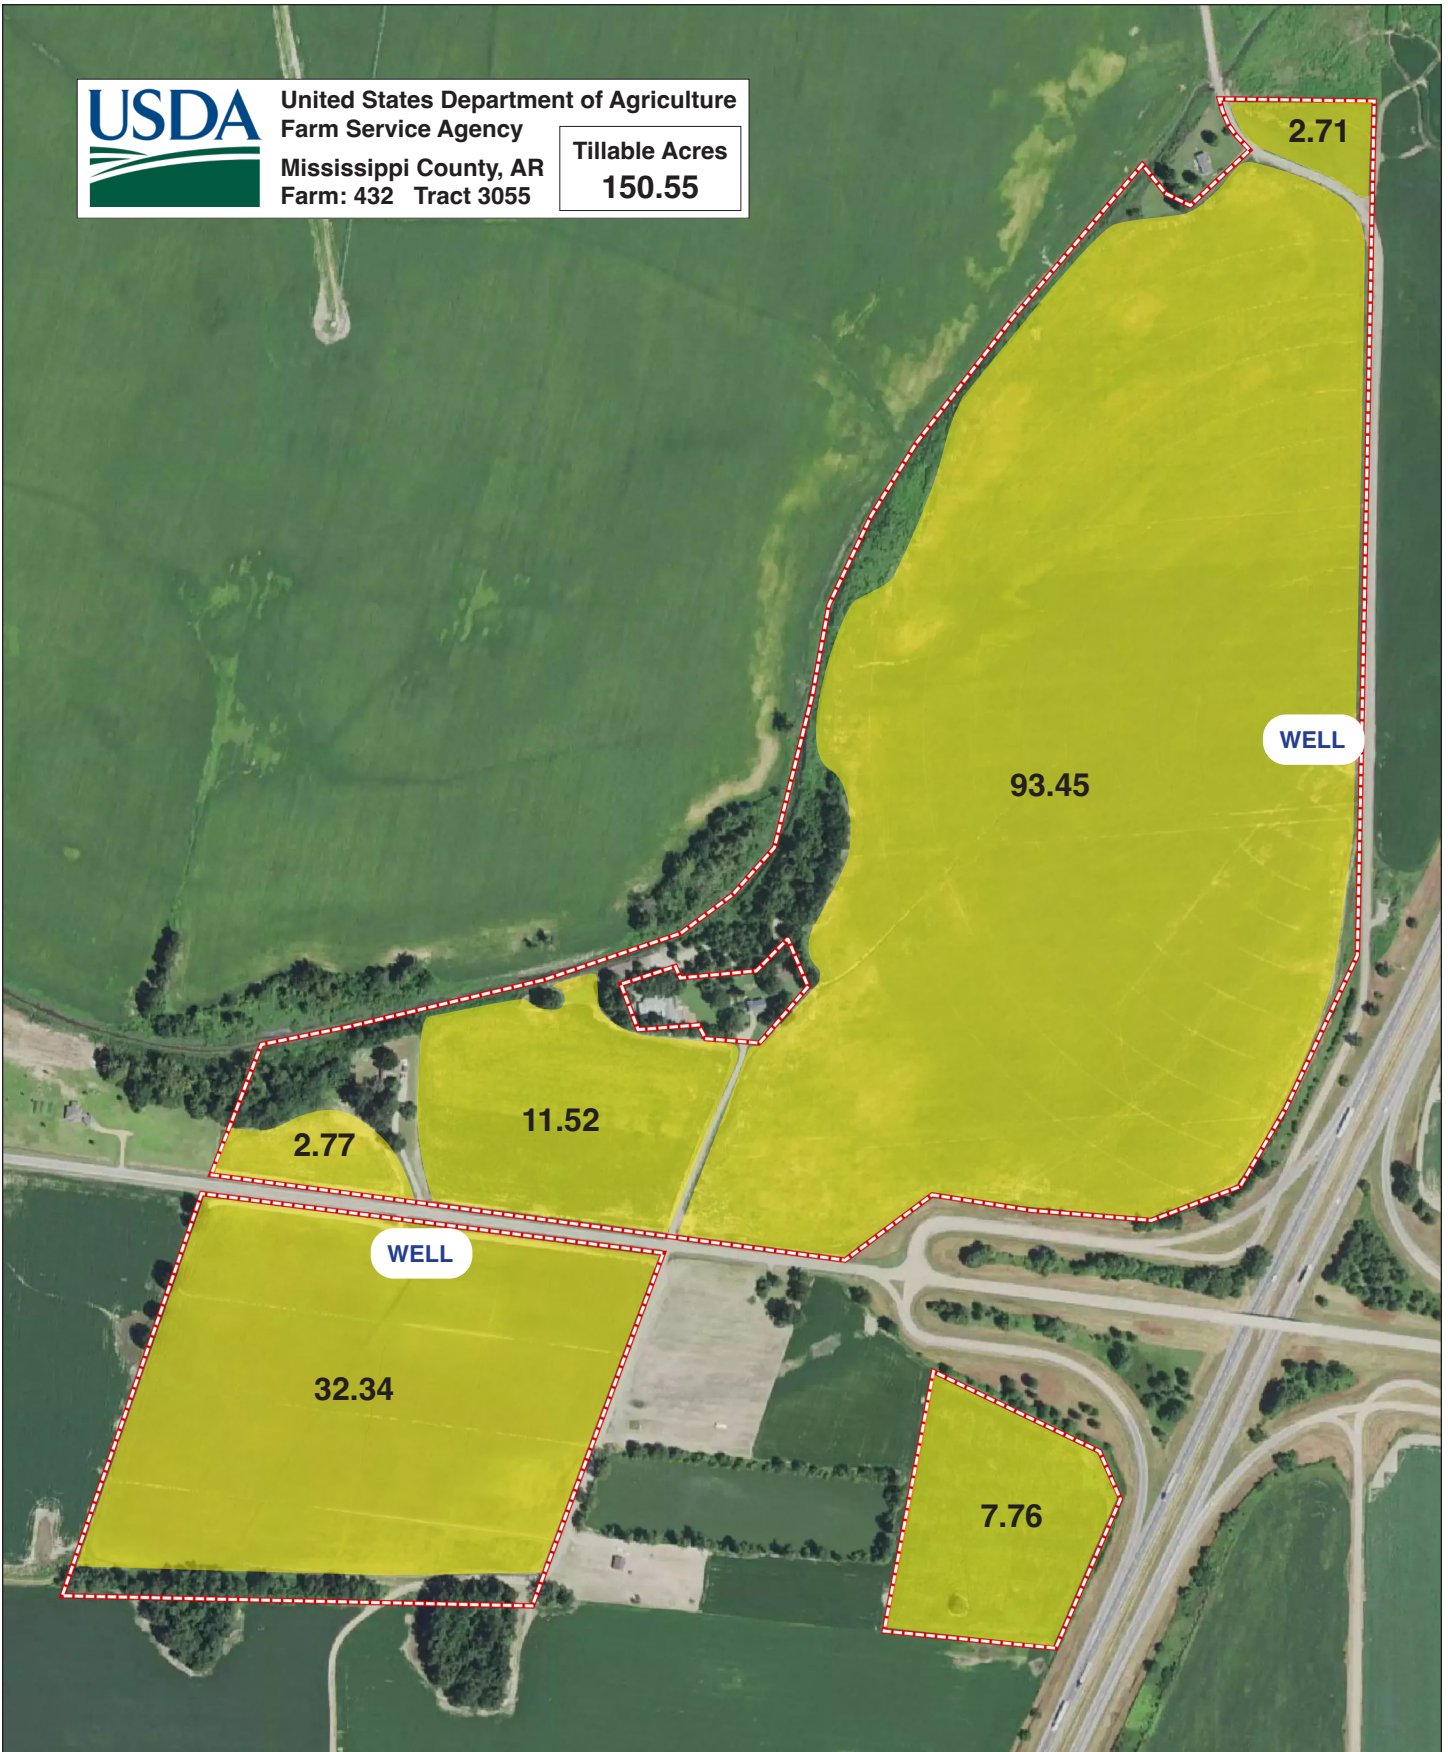 USDA
United States Department of Agriculture
Farm Service Agency
Mississippi County, AR
Farm: 432 Tract 3055
Tillable Acres
150.55
2.71
WELL
93.45
11.52
2.77
WELL
32.34
7.76